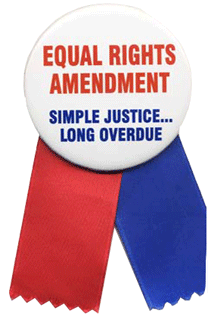 EQUAL RIGHTS
AMENDMENT
SIMPLE JUSTICE...
LONG OVERDUE